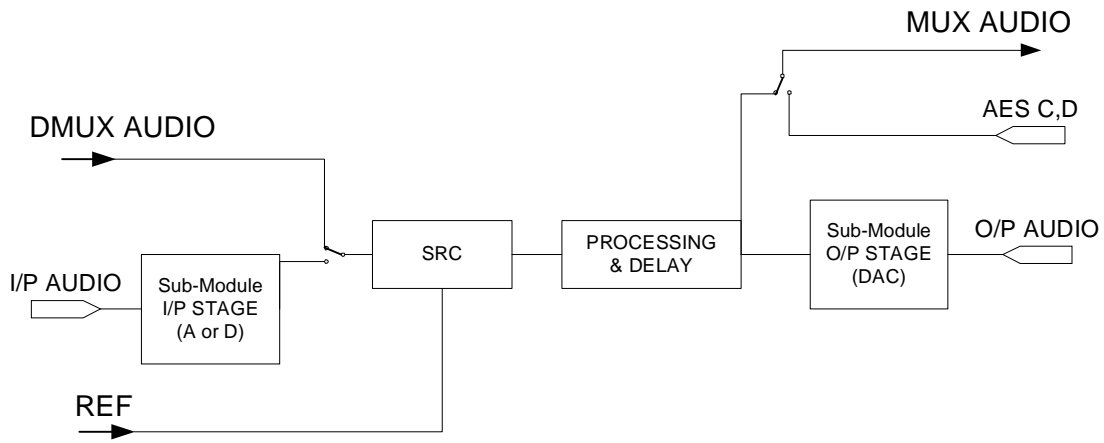 MUX AUDIO
AES C,D
DMUX AUDIO
SRC
PROCESSING
& DELAY
Sub-Module
O/P STAGE
(DAC)
O/P AUDIO
I/P AUDIO
Sub-Module
I/P STAGE
(A or D)
REF